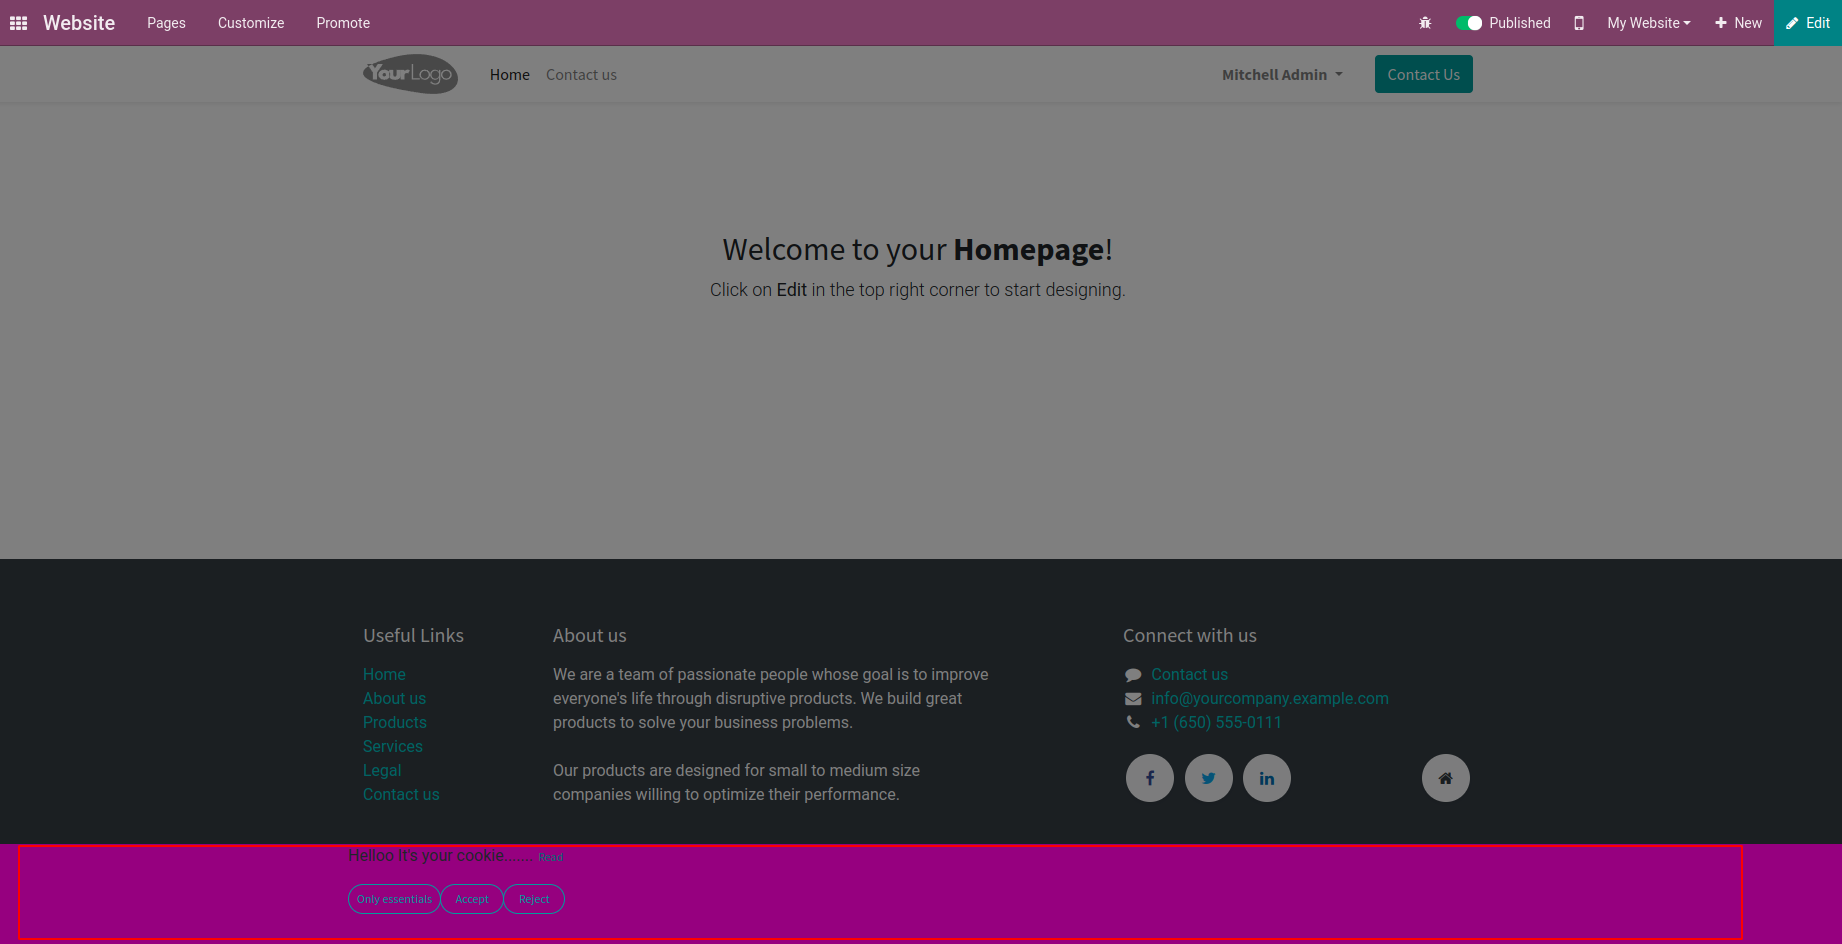 Website Pages Customize Promote Published My Website New Edit
YourLogo Home Contact us Mitchell Admin Contact Us
Welcome to your Homepage!
Click on Edit in the top right corner to start designing.
Useful Links
Home
About us
Products
Services
Legal
Contact us
About us
We are a team of passionate people whose goal is to improve
everyone's life through disruptive products. We build great
products to solve your business problems.
Our products are designed for small to medium size
companies willing to optimize their performance.
Connect with us
Contact us
info@yourcompany.example.com
+1 (650) 555-0111
f in
Helloo It's your cookie....... Read
Only essentials Accept Reject